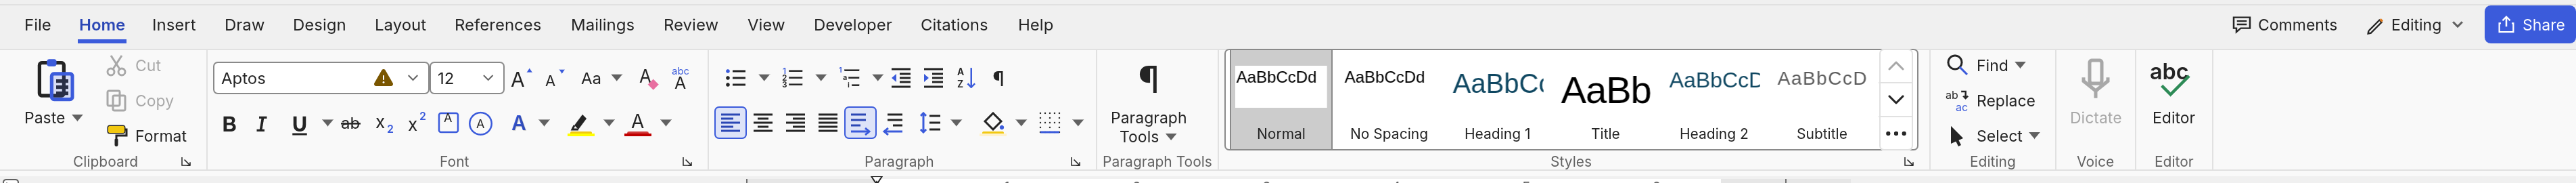 File Home Insert Draw Design Layout References Mailings Review View Developer Citations Help Comments Editing Share
Paste
Cut
Copy
Format
Clipboard
Aptos 12 Aa A abc A
B I U ab X2 X2 A A A A
Font
A Z ¶
Paragraph
¶
Paragraph Tools
Paragraph Tools
AaBbCcDd AaBbCcDd AaBbCc AaBb AaBbCcD AaBbCcD
Normal No Spacing Heading 1 Title Heading 2 Subtitle
Styles
Find
ab ac Replace
Select
Editing
Dictate
Voice
abc
Editor
Editor